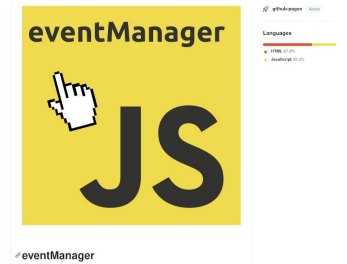 eventManager
JS
eventManager
github-pages Active
Languages
HTML 67.8%
JavaScript 32.2%